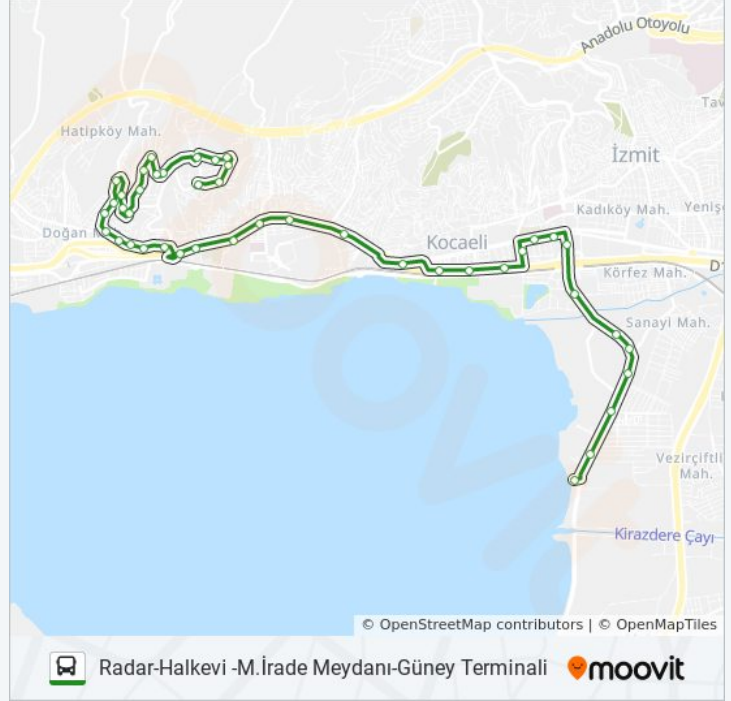 Anadolu Otoyolu
Tav
Hatipköy Mah.
İzmit
Kadıköy Mah.
Yenişe
Doğan M
Kocaeli
D1
Körfez Mah.
Sanayi Mah.
Vezirçiftli
Mah.
Kirazdere Çayı
© OpenStreetMap contributors | © OpenMapTiles
Radar-Halkevi -M.İrade Meydanı-Güney Terminali
moovit